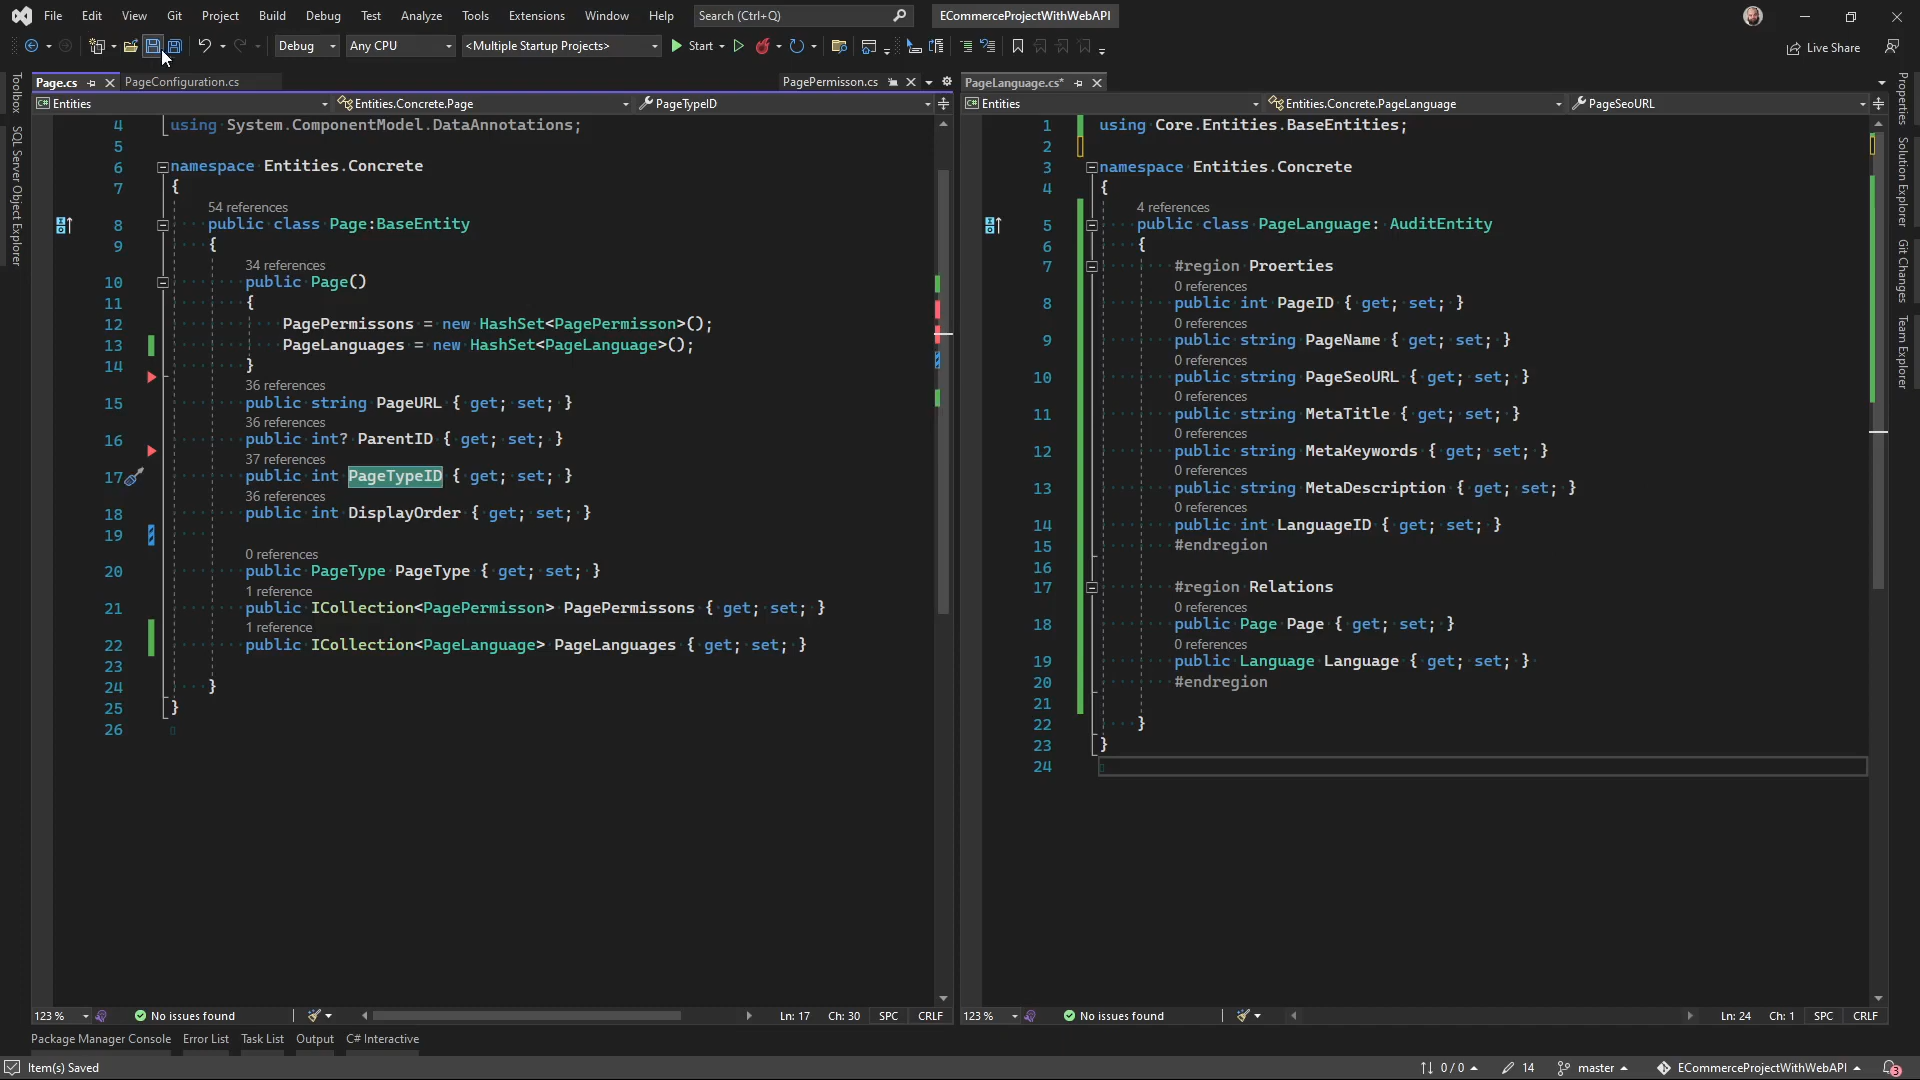 File Edit View Git Project Build Debug Test Analyze Tools Extensions Window Help Search (Ctrl+Q) ECommerceProjectWithWebAPI
Debug Any CPU <Multiple Startup Projects> Start Live Share
Page.cs PageConfiguration.cs PagePermisson.cs
Entities Entities.Concrete.Page PageTypeID
4 using System.ComponentModel.DataAnnotations;
5
6 namespace Entities.Concrete
7 {
54 references
8 public class Page:BaseEntity
9 {
34 references
10 public Page()
11 {
12 PagePermissons = new HashSet<PagePermisson>();
13 PageLanguages = new HashSet<PageLanguage>();
14 }
36 references
15 public string PageURL { get; set; }
36 references
16 public int? ParentID { get; set; }
37 references
17 public int PageTypeID { get; set; }
36 references
18 public int DisplayOrder { get; set; }
19
0 references
20 public PageType PageType { get; set; }
1 reference
21 public ICollection<PagePermisson> PagePermissons { get; set; }
1 reference
22 public ICollection<PageLanguage> PageLanguages { get; set; }
23
24 }
25 }
26
123 % No issues found Ln: 17 Ch: 30 SPC CRLF
PageLanguage.cs*
Entities Entities.Concrete.PageLanguage PageSeoURL
1 using Core.Entities.BaseEntities;
2
3 namespace Entities.Concrete
4 {
4 references
5 public class PageLanguage: AuditEntity
6 {
7 #region Proerties
0 references
8 public int PageID { get; set; }
0 references
9 public string PageName { get; set; }
0 references
10 public string PageSeoURL { get; set; }
0 references
11 public string MetaTitle { get; set; }
0 references
12 public string MetaKeywords { get; set; }
0 references
13 public string MetaDescription { get; set; }
0 references
14 public int LanguageID { get; set; }
15 #endregion
16
17 #region Relations
0 references
18 public Page Page { get; set; }
0 references
19 public Language Language { get; set; }
20 #endregion
21
22 }
23 }
24
123 % No issues found Ln: 24 Ch: 1 SPC CRLF
Toolbox
SQL Server Object Explorer
Properties
Solution Explorer
Git Changes
Team Explorer
Package Manager Console Error List Task List Output C# Interactive
Item(s) Saved 0 / 0 14 master ECommerceProjectWithWebAPI 3